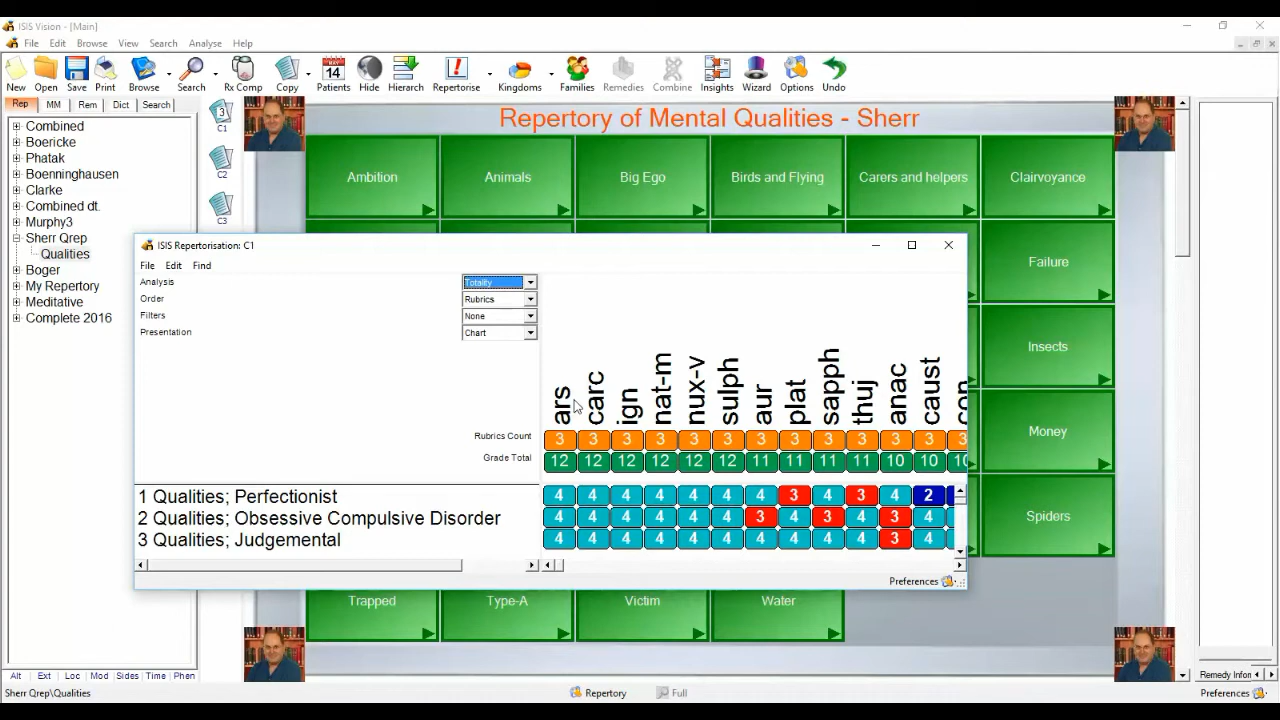 ISIS Vision - [Main]
File Edit Browse View Search Analyse Help
New Open Save Print Browse Search Rx Comp Copy Patients Hide Hierarch Repertorise Kingdoms Families Remedies Combine Insights Wizard Options Undo
MAY
14
Rep MM Rem Dict Search
Combined
Boericke
Phatak
Boenninghausen
Clarke
Combined dt.
Murphy3
Sherr Qrep
Qualities
Boger
My Repertory
Meditative
Complete 2016
3
C1
C2
C3
Repertory of Mental Qualities - Sherr
Ambition Animals Big Ego Birds and Flying Carers and helpers Clairvoyance
Failure
Insects
Money
Spiders
ISIS Repertorisation: C1
File Edit Find
Analysis Totality
Order Rubrics
Filters None
Presentation Chart
ars carc ign nat-m nux-v sulph aur plat sapph thuj anac caust con
Rubrics Count 3 3 3 3 3 3 3 3 3 3 3 3 3
Grade Total 12 12 12 12 12 12 11 11 11 11 10 10 10
1 Qualities; Perfectionist 4 4 4 4 4 4 4 3 4 3 4 2
2 Qualities; Obsessive Compulsive Disorder 4 4 4 4 4 4 3 4 3 4 3 4
3 Qualities; Judgemental 4 4 4 4 4 4 4 4 4 4 3 4
Preferences
Trapped Type-A Victim Water
Alt Ext Loc Mod Sides Time Phen
Remedy Infor
Sherr Qrep\Qualities Repertory Full Preferences